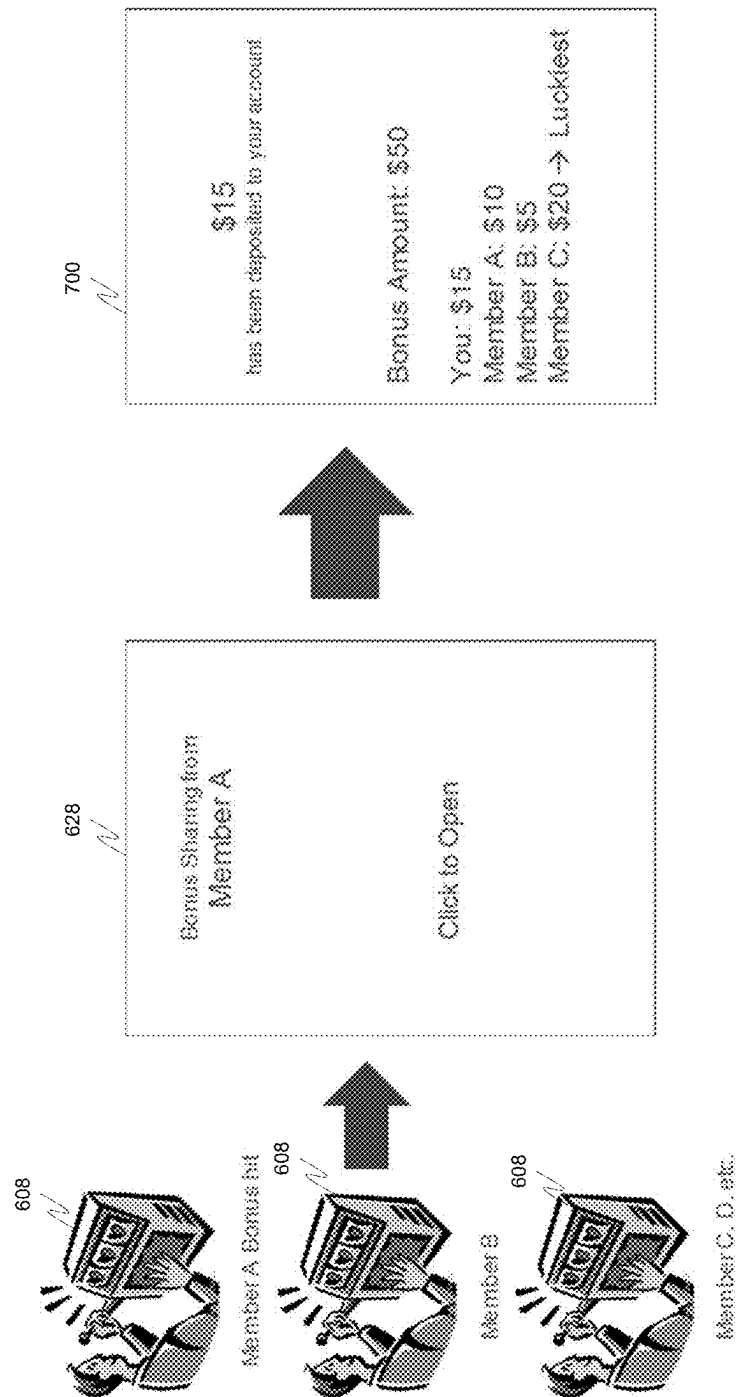 608
Member A Bonus hit
608
Member B
608
Member C, D, etc.
628
Bonus Sharing from
Member A
Click to Open
700
$15
has been deposited to your account
Bonus Amount: $50
You: $15
Member A: $10
Member B: $5
Member C: $20 → Luckiest